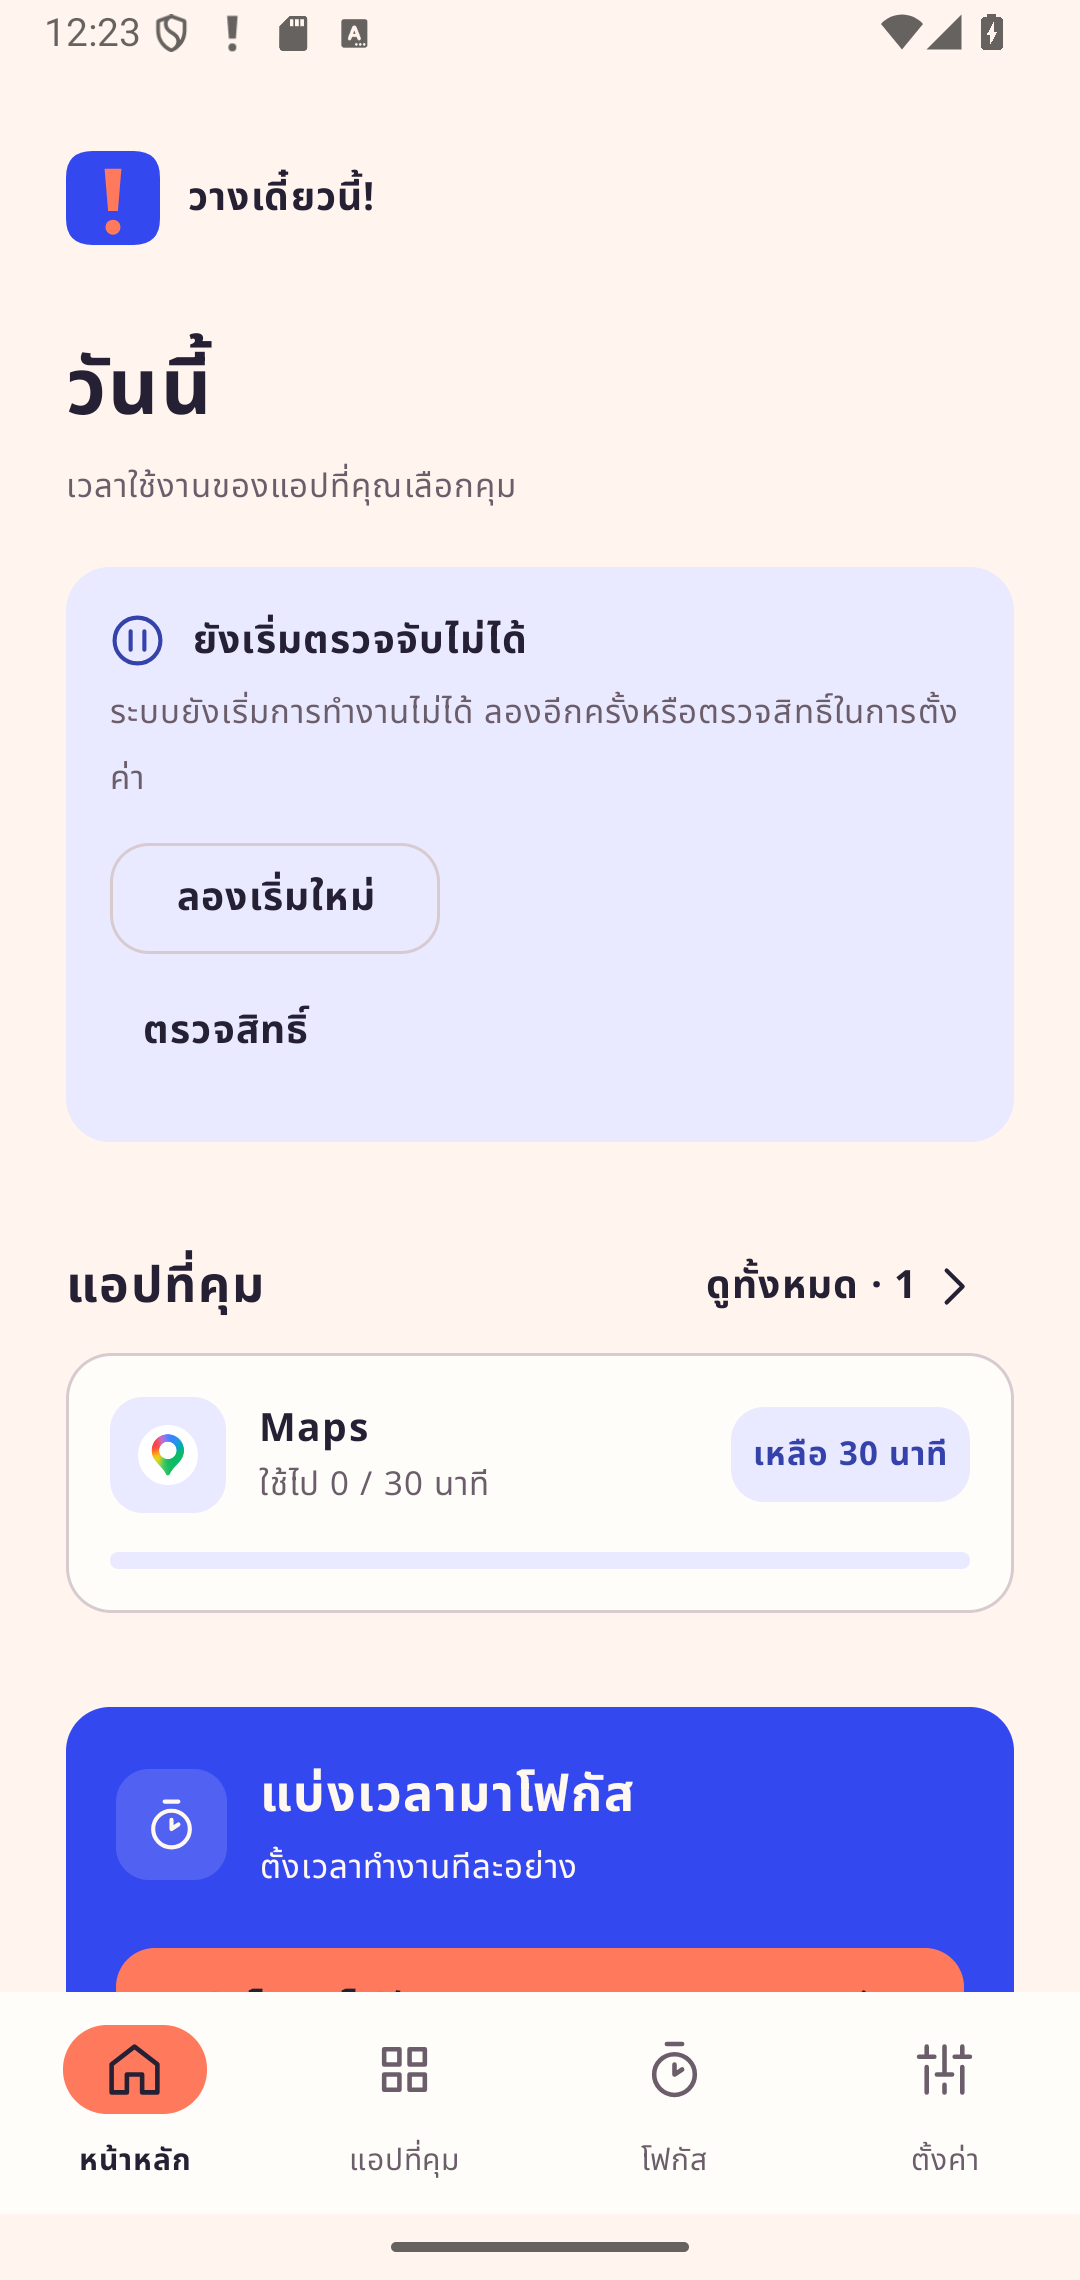 12:23
วางเดี๋ยวนี้!
วันนี้
เวลาใช้งานของแอปที่คุณเลือกคุม
ยังเริ่มตรวจจับไม่ได้
ระบบยังเริ่มการทำงานไม่ได้ ลองอีกครั้งหรือตรวจสิทธิ์ในการตั้ง
ค่า
ลองเริ่มใหม่
ตรวจสิทธิ์
แอปที่คุม
ดูทั้งหมด · 1
Maps
ใช้ไป 0 / 30 นาที
เหลือ 30 นาที
แบ่งเวลามาโฟกัส
ตั้งเวลาทำงานทีละอย่าง
หน้าหลัก
แอปที่คุม
โฟกัส
ตั้งค่า